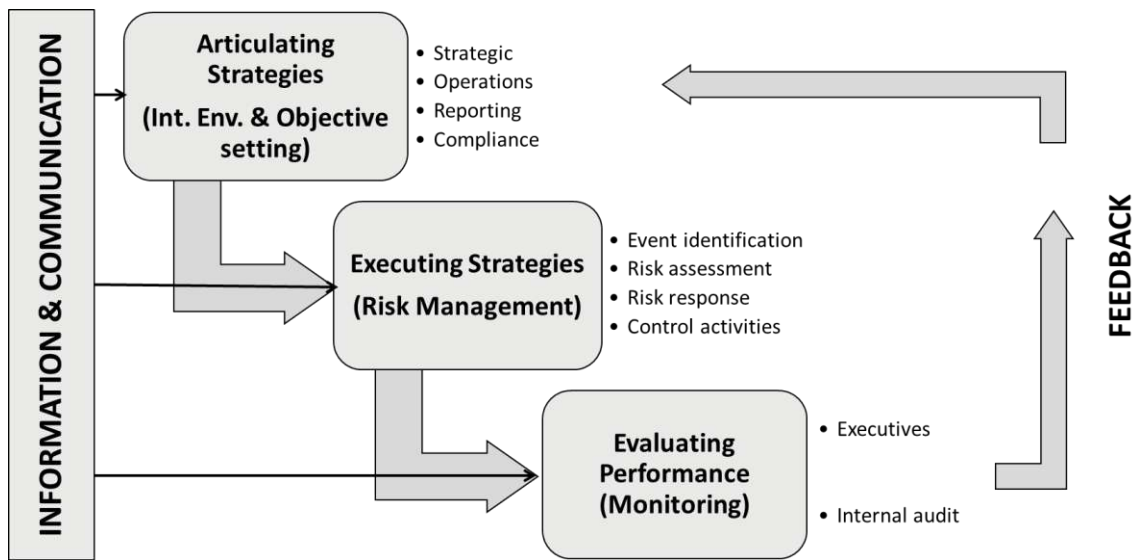 INFORMATION & COMMUNICATION
Articulating
Strategies
(Int. Env. & Objective
setting)
• Strategic
• Operations
• Reporting
• Compliance
Executing Strategies
(Risk Management)
• Event identification
• Risk assessment
• Risk response
• Control activities
Evaluating
Performance
(Monitoring)
• Executives
• Internal audit
FEEDBACK